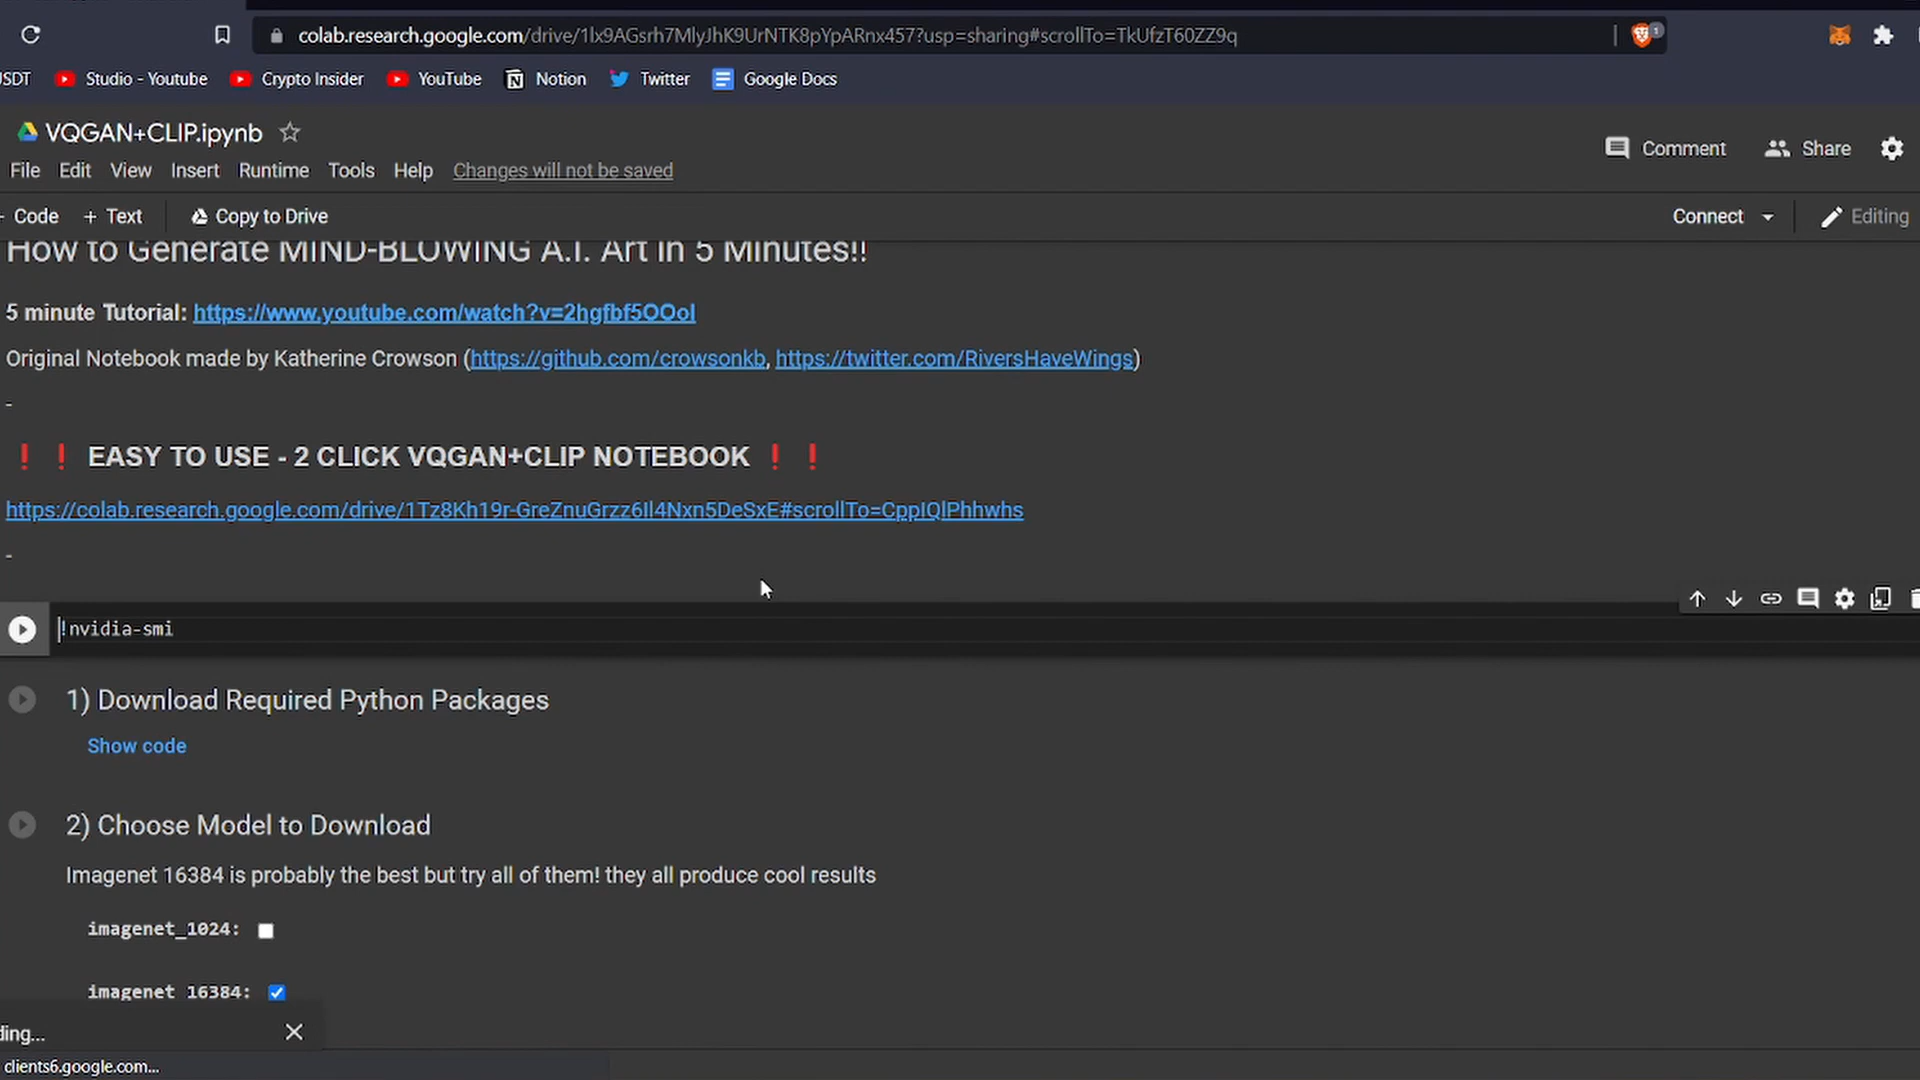 colab.research.google.com/drive/1lx9AGsrh7MlyJhK9UrNTK8pYpARnx457?usp=sharing#scrollTo=TkUfzT60ZZ9q
1
SDT Studio - Youtube Crypto Insider YouTube Notion Twitter Google Docs
VQGAN+CLIP.ipynb
Comment Share
File Edit View Insert Runtime Tools Help Changes will not be saved
Code + Text Copy to Drive Connect Editing
How to Generate MIND-BLOWING A.I. Art in 5 Minutes!!
5 minute Tutorial: https://www.youtube.com/watch?v=2hgfbf5OOoI
Original Notebook made by Katherine Crowson (https://github.com/crowsonkb, https://twitter.com/RiversHaveWings)
-
❗ ❗ EASY TO USE - 2 CLICK VQGAN+CLIP NOTEBOOK ❗ ❗
https://colab.research.google.com/drive/1Tz8Kh19r-GreZnuGrzz6Il4Nxn5DeSxE#scrollTo=CppIQlPhhwhs
-
!nvidia-smi
1) Download Required Python Packages
Show code
2) Choose Model to Download
Imagenet 16384 is probably the best but try all of them! they all produce cool results
imagenet_1024:
imagenet_16384:
ding...
clients6.google.com...